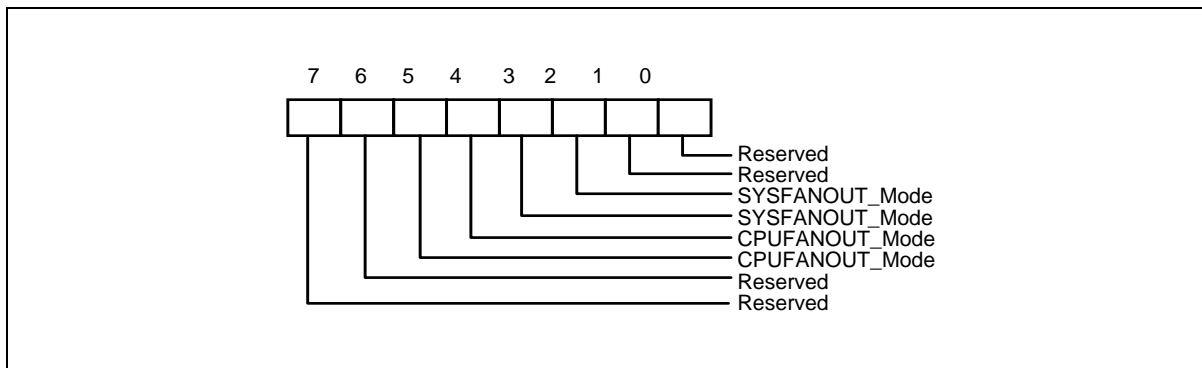 7 6 5 4 3 2 1 0
Reserved
Reserved
SYSFANOUT_Mode
SYSFANOUT_Mode
CPUFANOUT_Mode
CPUFANOUT_Mode
Reserved
Reserved